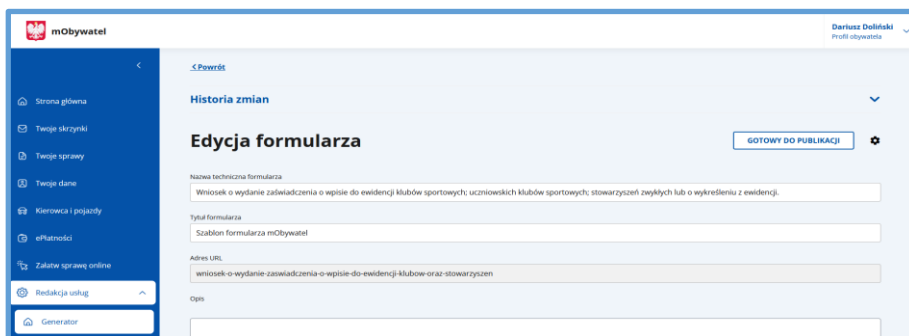 mObywatel
Dariusz Doliński
Profil obywatela
< Powrót
Historia zmian
Strona główna
Twoje skrzynki
Edycja formularza
GOTOWY DO PUBLIKACJI
Twoje sprawy
Twoje dane
Nazwa techniczna formularza
Wniosek o wydanie zaświadczenia o wpisie do ewidencji klubów sportowych; uczniowskich klubów sportowych; stowarzyszeń zwykłych lub o wykreśleniu z ewidencji.
Kierowca i pojazdy
Tytuł formularza
Szablon formularza mObywatel
ePłatności
Adres URL
Załatw sprawę online
wniosek-o-wydanie-zaswiadczenia-o-wpisie-do-ewidencji-klubow-oraz-stowarzyszen
Redakcja usług
Opis
Generator